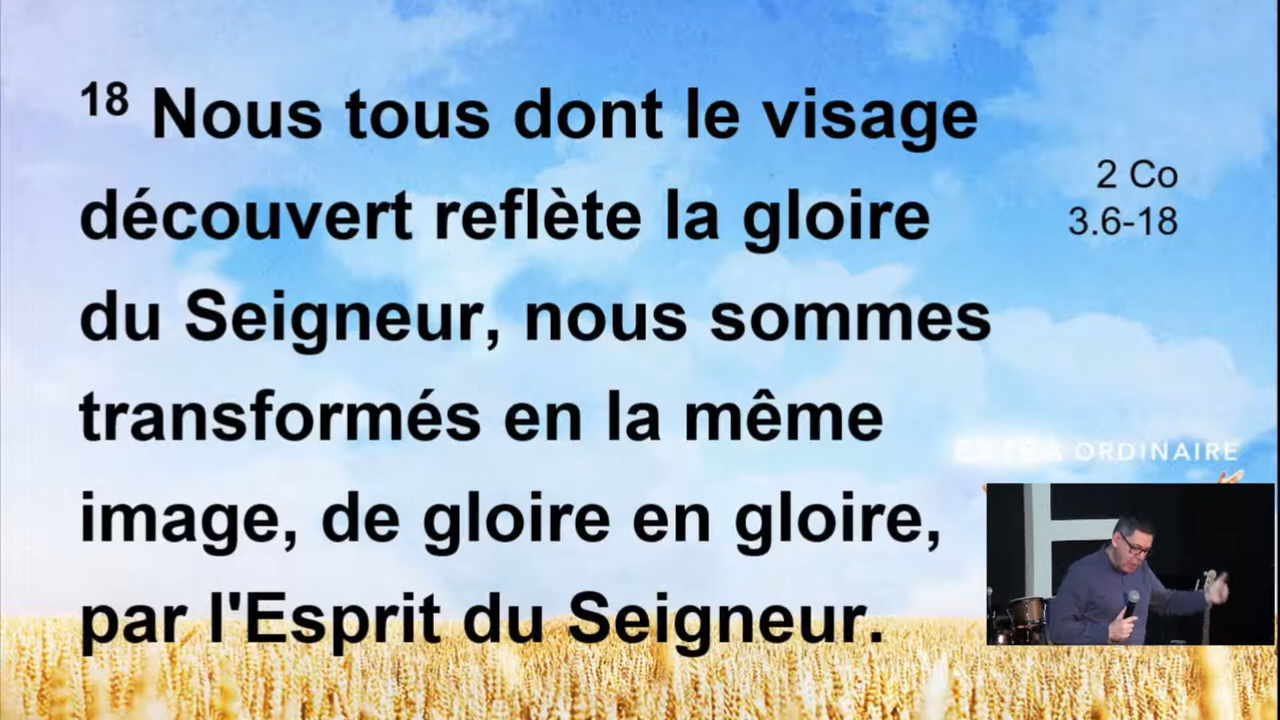 18 Nous tous dont le visage
découvert reflète la gloire
du Seigneur, nous sommes
transformés en la même
image, de gloire en gloire,
par l'Esprit du Seigneur.
2 Co
3.6-18
EXTRA ORDINAIRE